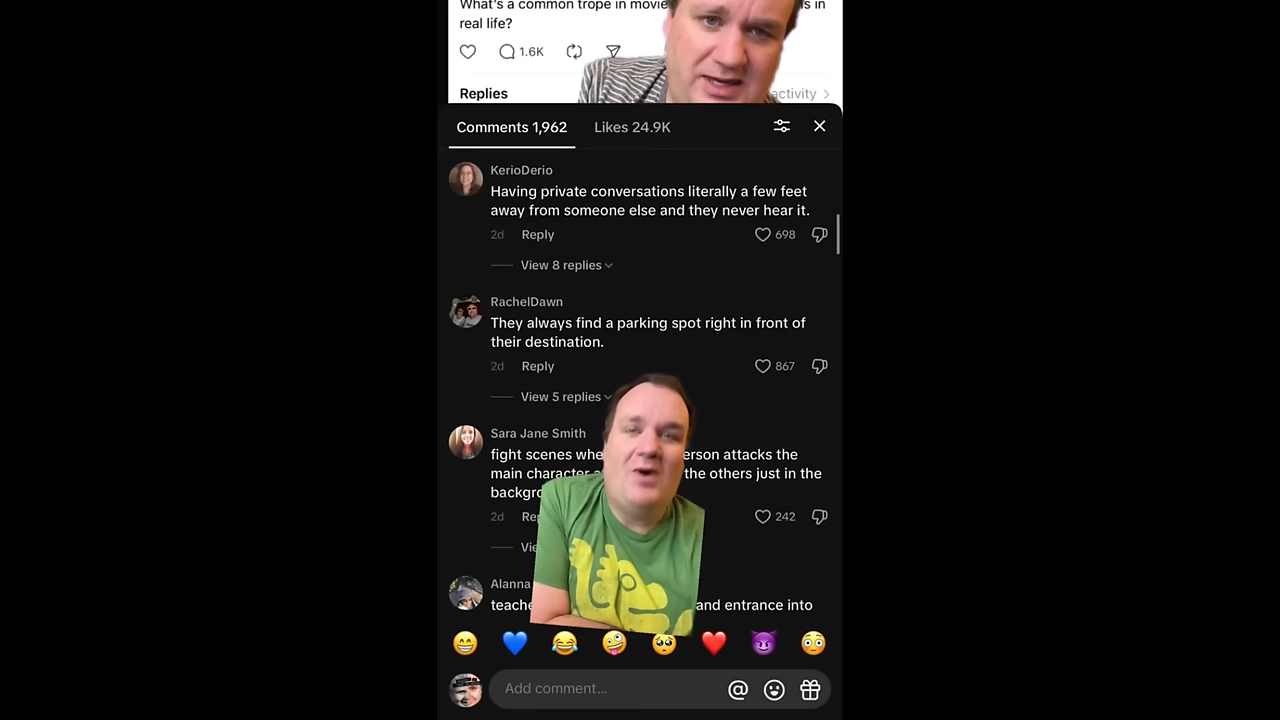 What's a common trope in movie s in
real life?
1.6K
Replies activity
Comments 1,962 Likes 24.9K
KerioDerio
Having private conversations literally a few feet
away from someone else and they never hear it.
2d Reply 698
View 8 replies
RachelDawn
They always find a parking spot right in front of
their destination.
2d Reply 867
View 5 replies
Sara Jane Smith
fight scenes whe erson attacks the
main character the others just in the
backgro
2d Rep 242
Vie
Alanna
teache and entrance into
Add comment...